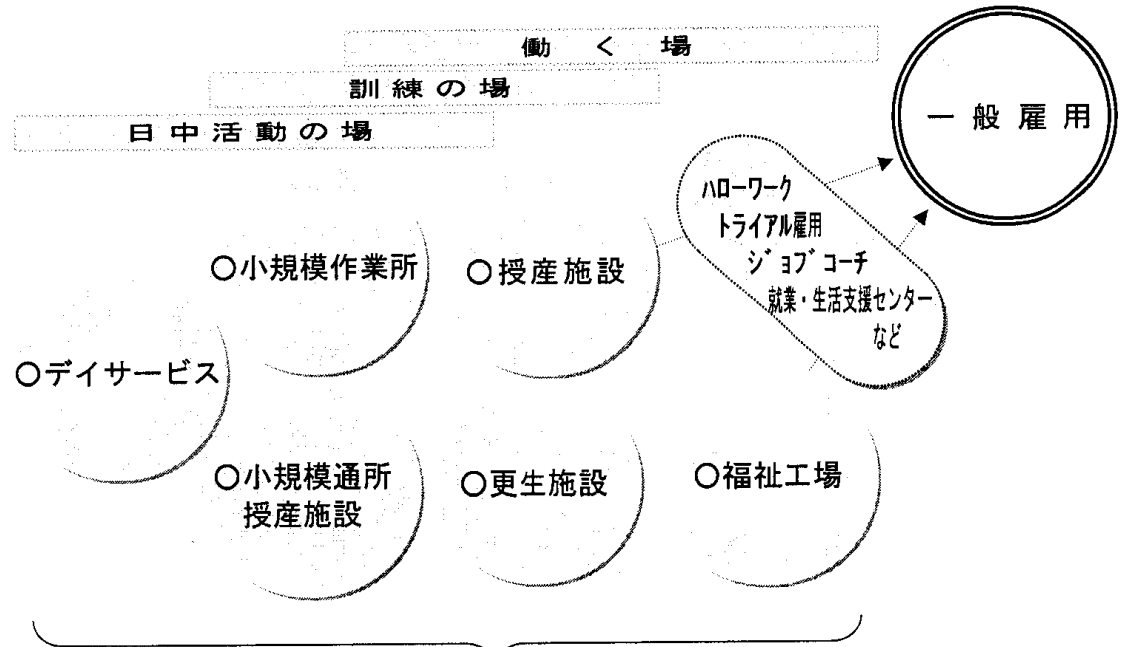 働く場
訓練の場
日中活動の場
一般雇用
ハローワーク
トライアル雇用
ジョブコーチ
就業・生活支援センター
など
○小規模作業所
○授産施設
○デイサービス
○小規模通所
授産施設
○更生施設
○福祉工場